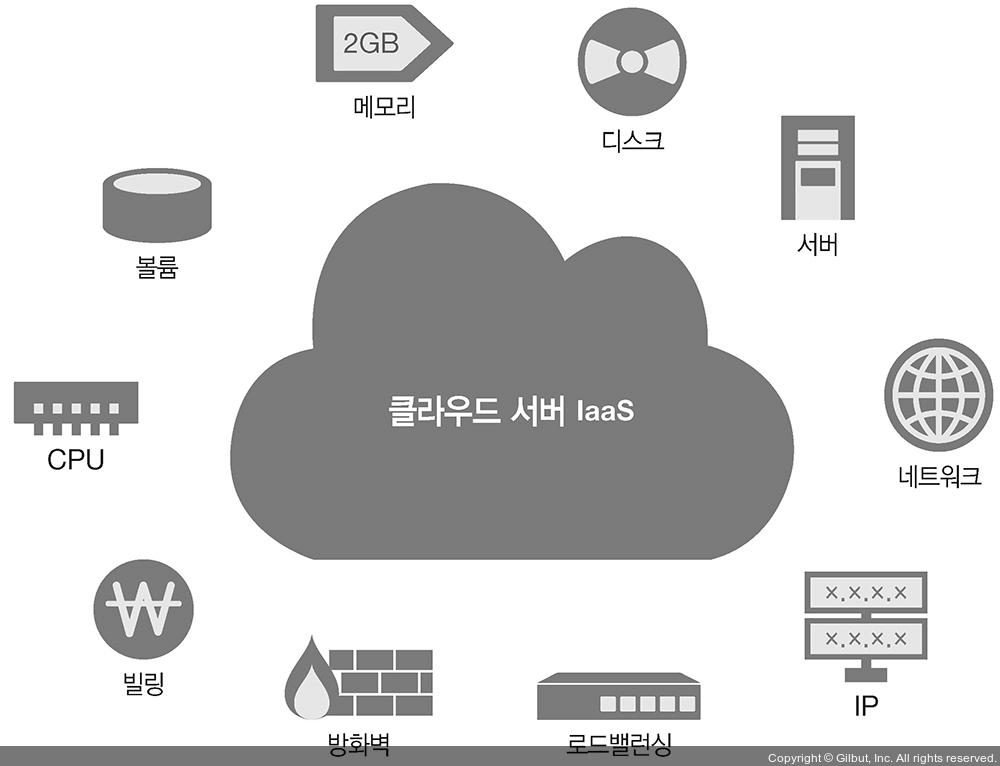 2GB
메모리
디스크
서버
볼륨
클라우드 서버 IaaS
CPU
네트워크
x.x.x.x
x.x.x.x
IP
₩
빌링
방화벽
로드밸런싱
Copyright © Gilbut, Inc. All rights reserved.